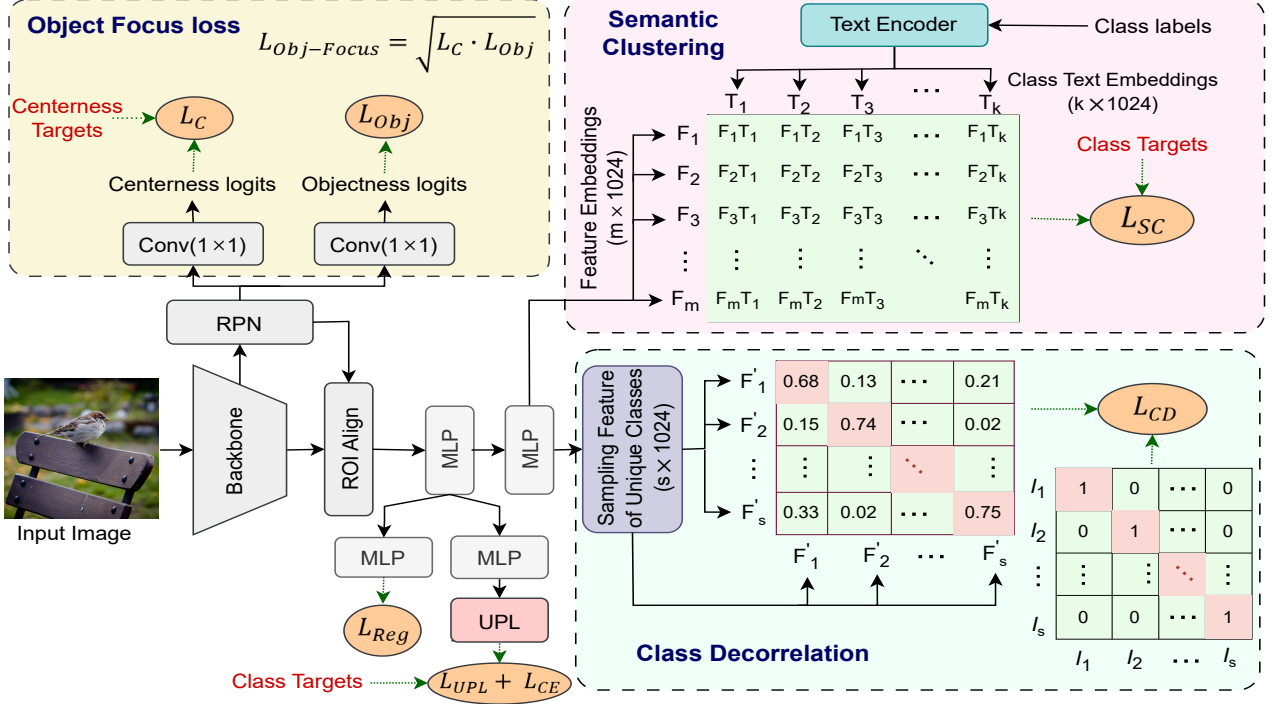 Object Focus loss
L_{Obj-Focus} = \sqrt{L_C · L_{Obj}}
Centerness
Targets
L_C
L_{Obj}
Centerness logits
Objectness logits
Conv(1×1)
Conv(1×1)
RPN
Backbone
ROI Align
MLP
MLP
Input Image
MLP
MLP
L_{Reg}
UPL
Class Targets
L_{UPL} + L_{CE}
Semantic
Clustering
Text Encoder
Class labels
Class Text Embeddings
(k × 1024)
T_1 T_2 T_3 ... T_k
Feature Embeddings
(m × 1024)
F_1 F_1T_1 F_1T_2 F_1T_3 ... F_1T_k
F_2 F_2T_1 F_2T_2 F_2T_3 ... F_2T_k
F_3 F_3T_1 F_3T_2 F_3T_3 ... F_3T_k
⋮ ⋮ ⋮ ⋮ ⋱ ⋮
F_m F_mT_1 F_mT_2 F_mT_3 F_mT_k
Class Targets
L_{SC}
Sampling Feature
of Unique Classes
(s × 1024)
F'_1 0.68 0.13 ... 0.21
F'_2 0.15 0.74 ... 0.02
⋮ ⋮ ⋮ ⋱ ⋮
F'_s 0.33 0.02 ... 0.75
F'_1 F'_2 ... F'_s
L_{CD}
I_1 1 0 ... 0
I_2 0 1 ... 0
⋮ ⋮ ⋮ ⋱ ⋮
I_s 0 0 ... 1
I_1 I_2 ... I_s
Class Decorrelation